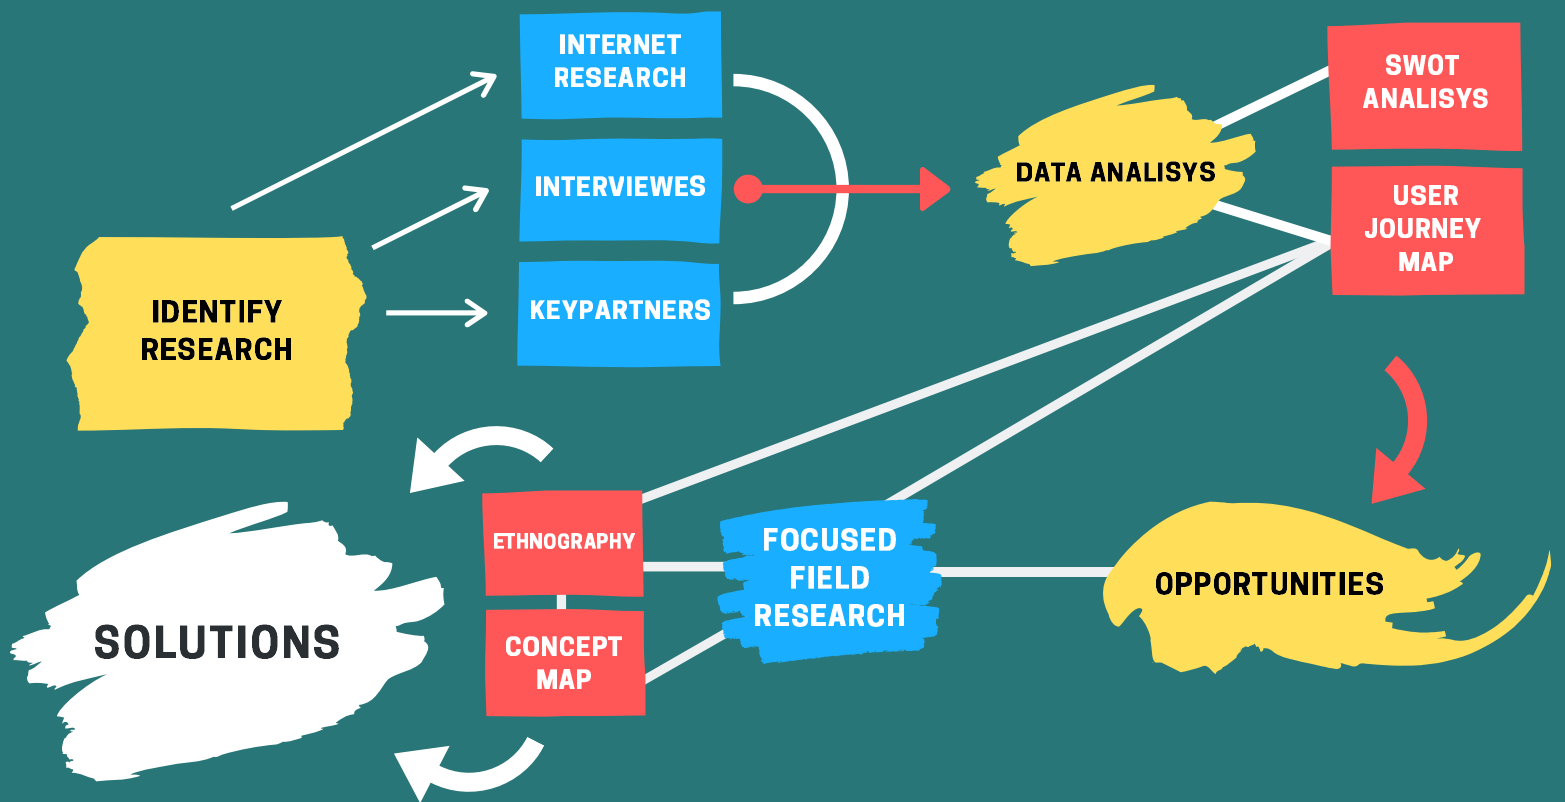 INTERNET
RESEARCH
INTERVIEWES
KEYPARTNERS
IDENTIFY
RESEARCH
DATA ANALISYS
SWOT
ANALISYS
USER
JOURNEY
MAP
OPPORTUNITIES
FOCUSED
FIELD
RESEARCH
ETHNOGRAPHY
CONCEPT
MAP
SOLUTIONS